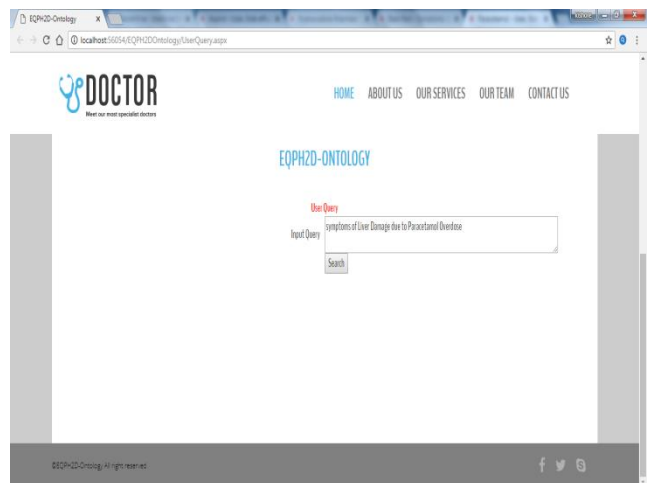 EQPH2D-Ontology
localhost:56054/EQPH2DOntology/UserQuery.aspx
DOCTOR
Meet our most specialist doctors
HOME ABOUT US OUR SERVICES OUR TEAM CONTACT US
EQPH2D-ONTOLOGY
User Query
Input Query symptoms of Liver Damage due to Paracetamol Overdose
Search
©EQPH2D-Ontology All right reserved